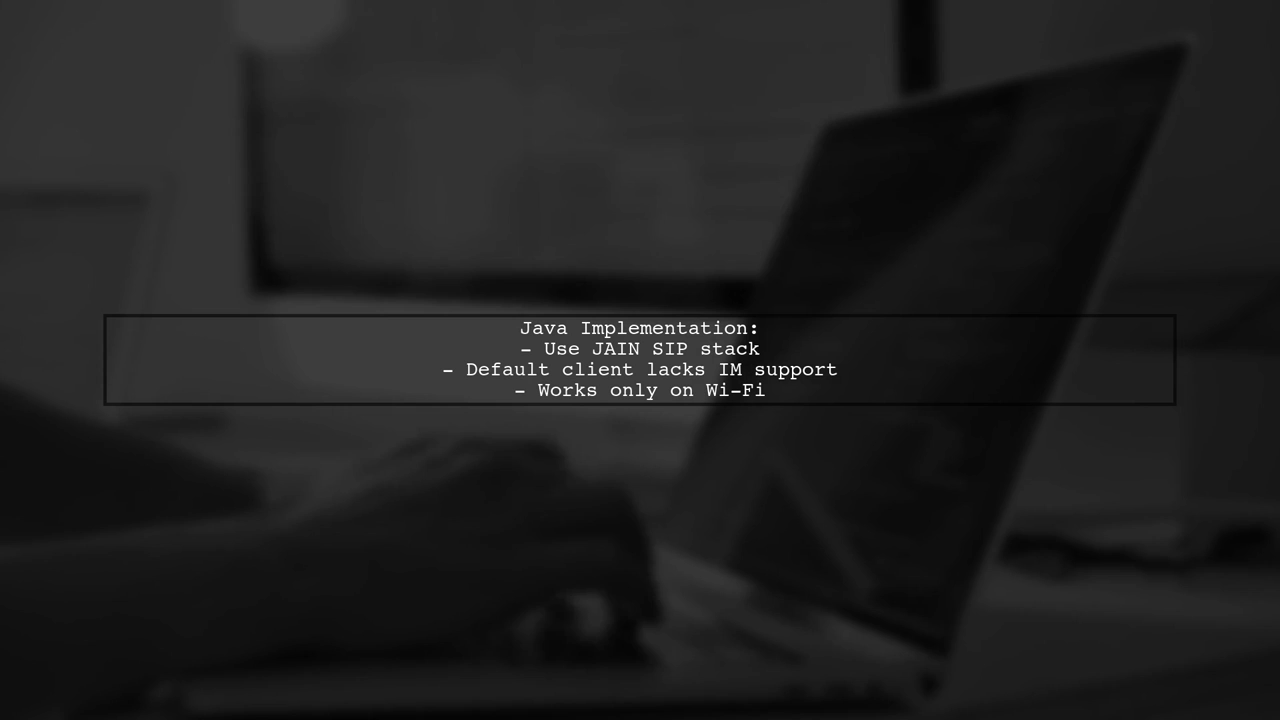 Java Implementation:
- Use JAIN SIP stack
- Default client lacks IM support
- Works only on Wi-Fi